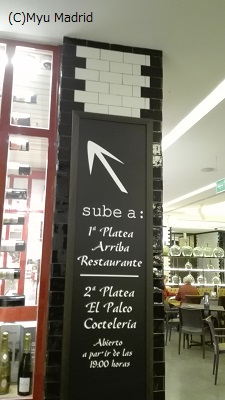 (C)Myu Madrid
sube a:
1ª Platea
Arriba
Restaurante
2ª Platea
El Palco
Coctelería
Abierto
a partir de las
19:00 horas